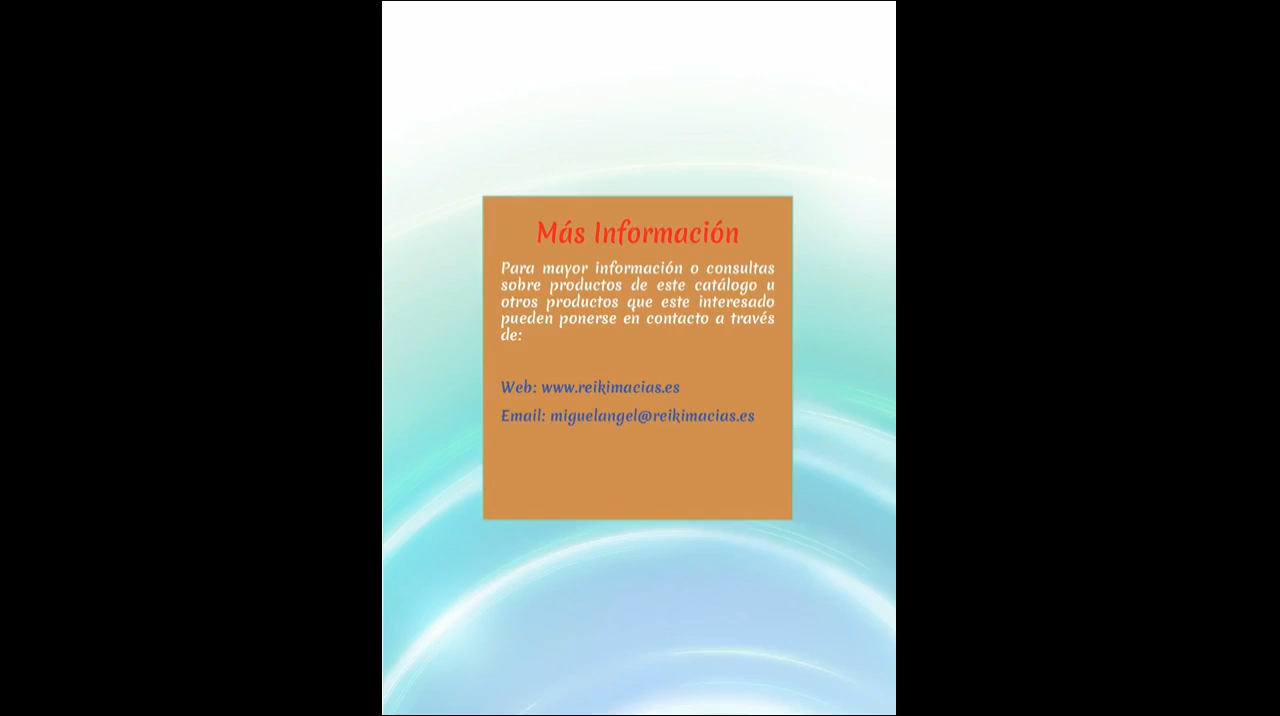 Más Información
Para mayor información o consultas
sobre productos de este catálogo u
otros productos que este interesado
pueden ponerse en contacto a través
de:
Web: www.reikimacias.es
Email: miguelangel@reikimacias.es